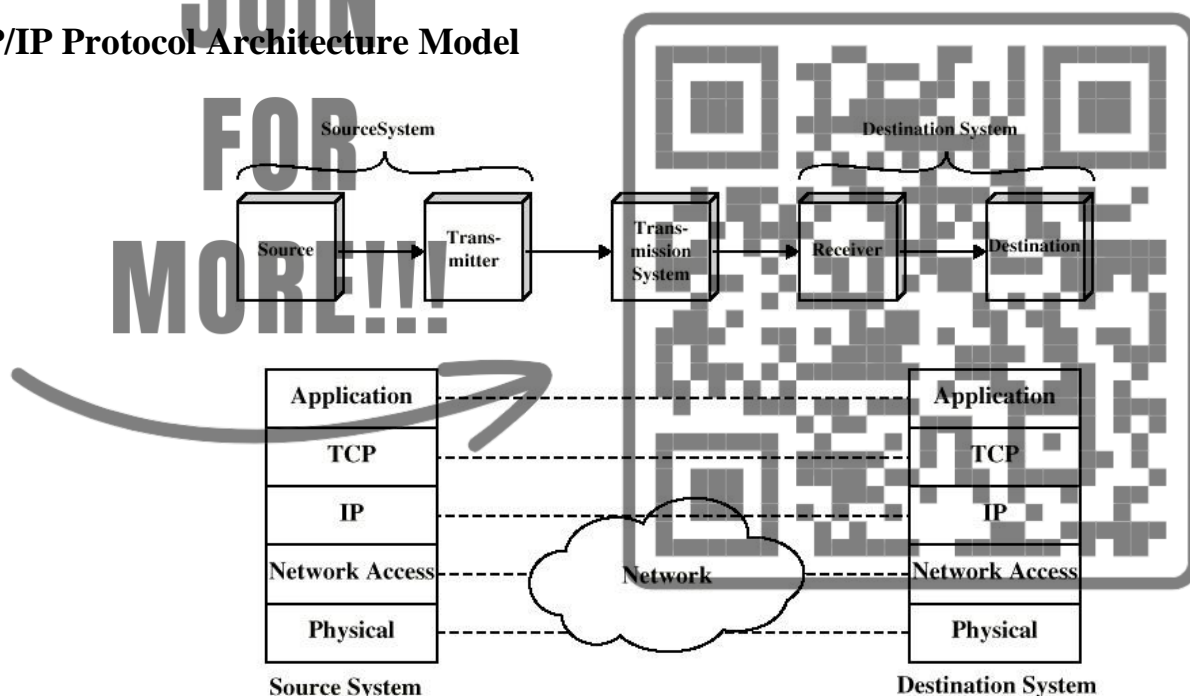 JOIN
P/IP Protocol Architecture Model
FOR
MORE!!!
SourceSystem
Destination System
Source
Trans-
mitter
Trans-
mission
System
Receiver
Destination
Application
Application
TCP
TCP
IP
IP
Network Access
Network
Network Access
Physical
Physical
Source System
Destination System